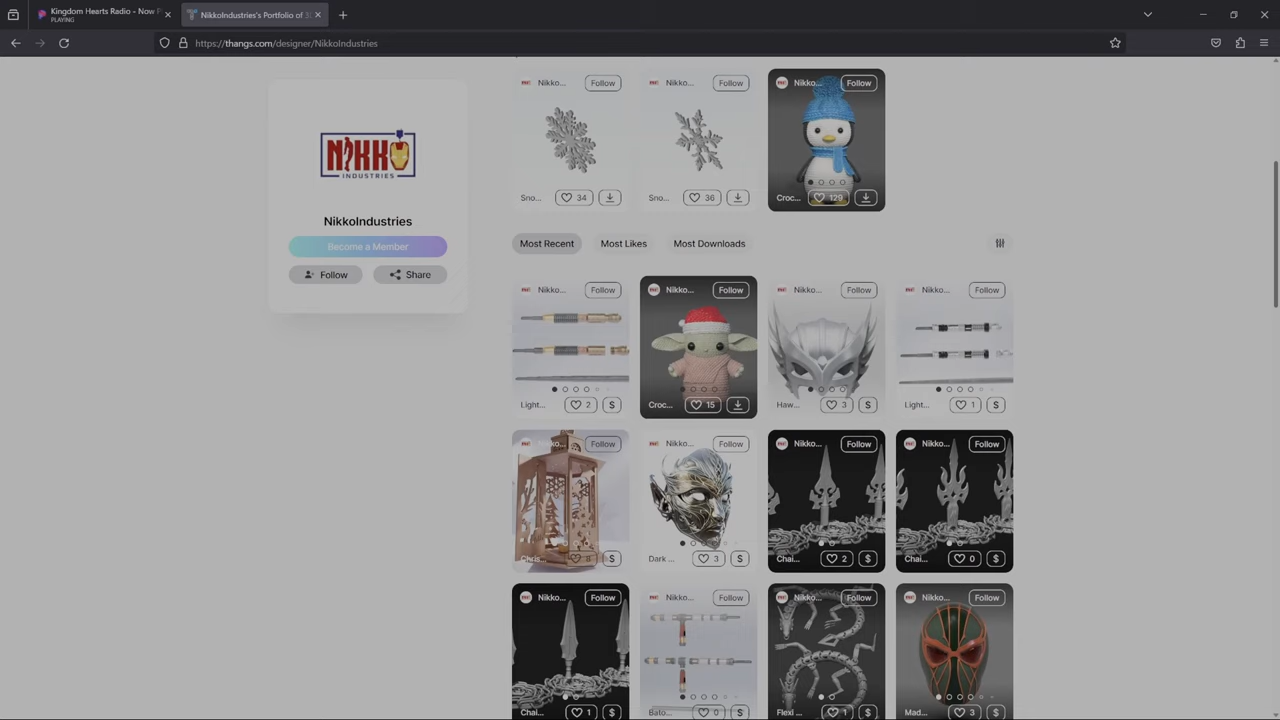 Kingdom Hearts Radio - Now P
PLAYING
NikkoIndustries's Portfolio of 3
https://thangs.com/designer/NikkoIndustries
NIKKO
INDUSTRIES
NikkoIndustries
Become a Member
Follow
Share
Nikko... Follow
Sno... 34
Nikko... Follow
Sno... 36
Nikko... Follow
Croc... 129
Most Recent Most Likes Most Downloads
Nikko... Follow
Light... 2 $
Nikko... Follow
Croc... 15
Nikko... Follow
Haw... 3 $
Nikko... Follow
Light... 1 $
Nikko... Follow
Chris... 8 $
Nikko... Follow
Dark ... 3 $
Nikko... Follow
Chai... 2 $
Nikko... Follow
Chai... 0 $
Nikko... Follow
Chai... 1 $
Nikko... Follow
Bato... 0 $
Nikko... Follow
Flexi ... 1 $
Nikko... Follow
Mad... 3 $